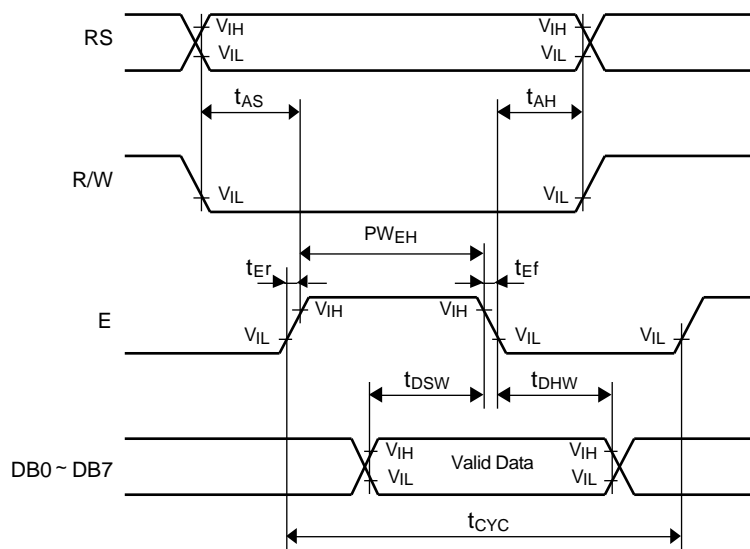 RS
VIH
VIL
VIH
VIL
tAS
tAH
R/W
VIL
VIL
PWEH
tEr
tEf
E
VIH
VIL
VIH
VIL
VIL
tDSW
tDHW
DB0 ~ DB7
VIH
VIL
Valid Data
VIH
VIL
tCYC